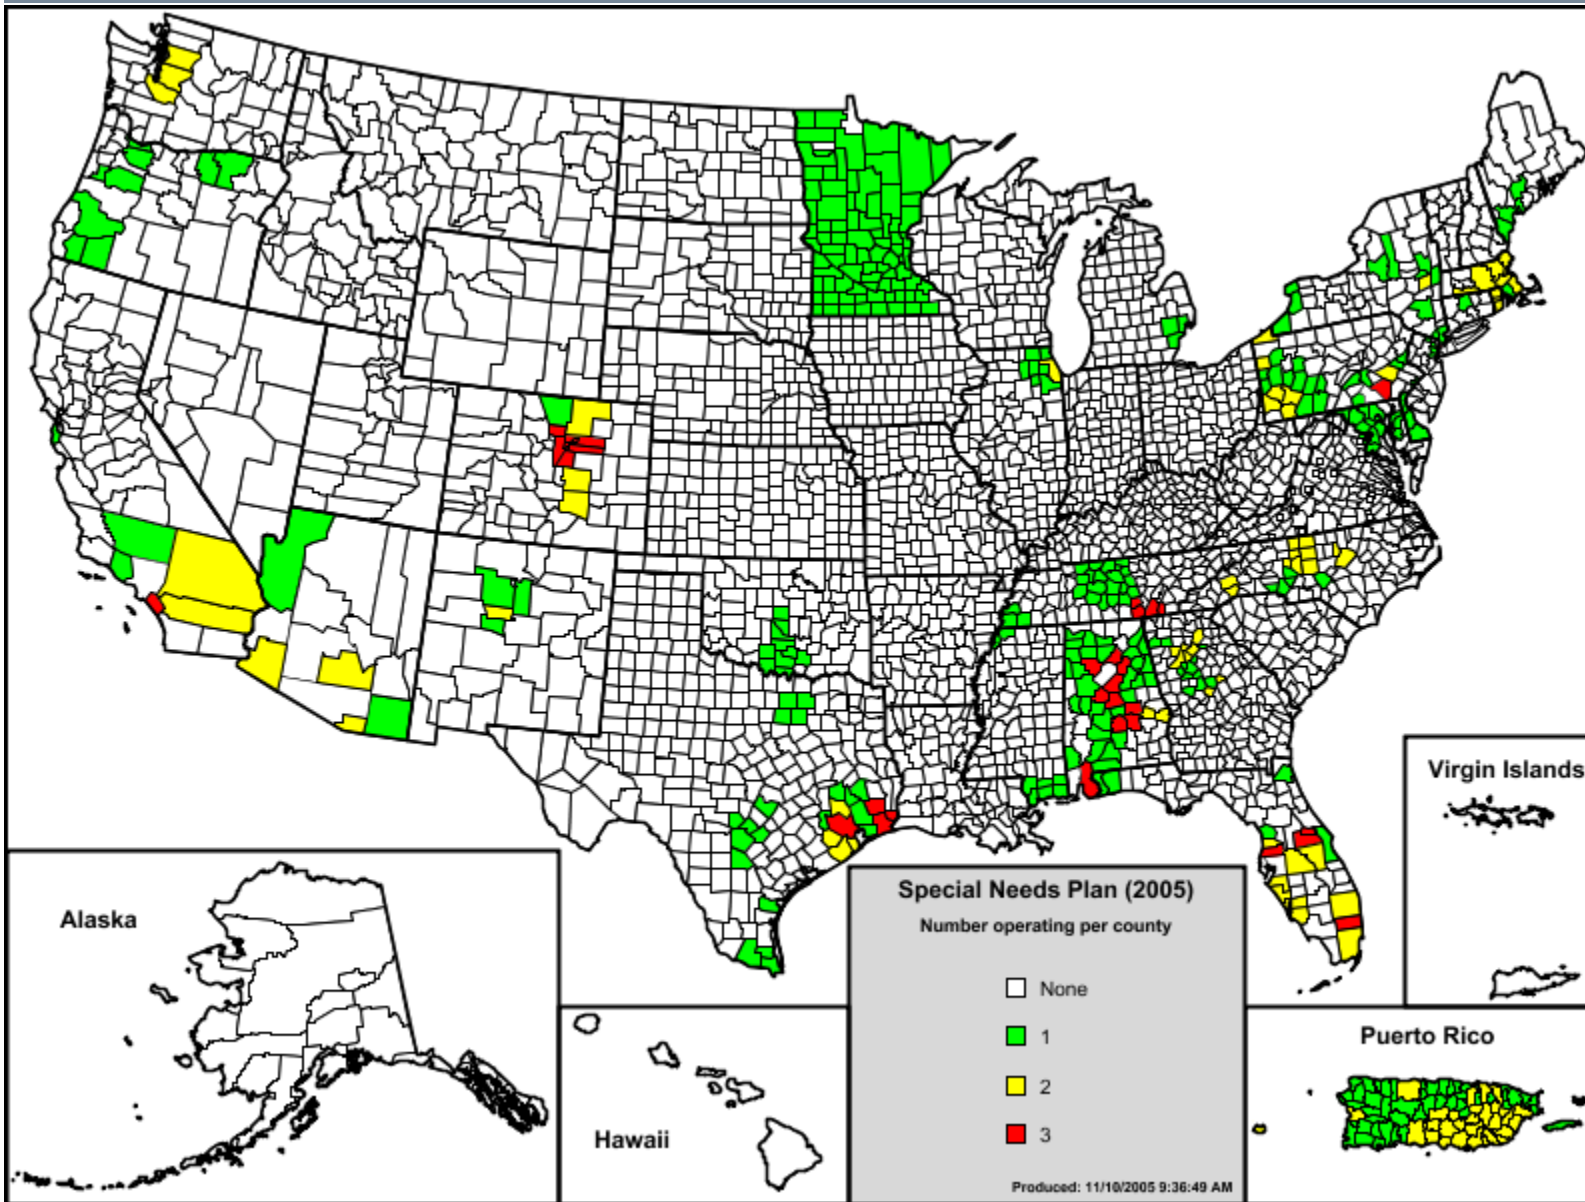 Virgin Islands
Alaska
Special Needs Plan (2005)
Number operating per county
None
1
2
3
Produced: 11/10/2005 9:36:49 AM
Hawaii
Puerto Rico